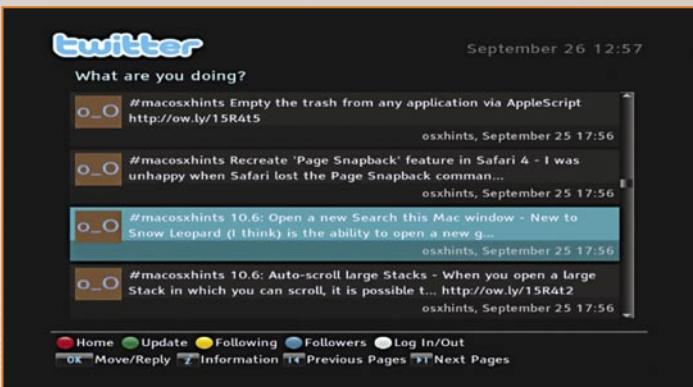 twitter
September 26 12:57
What are you doing?
o_O
#macosxhints Empty the trash from any application via AppleScript
http://ow.ly/15R4t5
osxhints, September 25 17:56
o_O
#macosxhints Recreate 'Page Snapback' feature in Safari 4 - I was
unhappy when Safari lost the Page Snapback comman...
osxhints, September 25 17:56
o_O
#macosxhints 10.6: Open a new Search this Mac window - New to
Snow Leopard (I think) is the ability to open a new g...
osxhints, September 25 17:56
o_O
#macosxhints 10.6: Auto-scroll large Stacks - When you open a large
Stack in which you can scroll, it is possible t... http://ow.ly/15R4t2
osxhints, September 25 17:56
Home Update Following Followers Log In/Out
OK Move/Reply i Information Previous Pages Next Pages